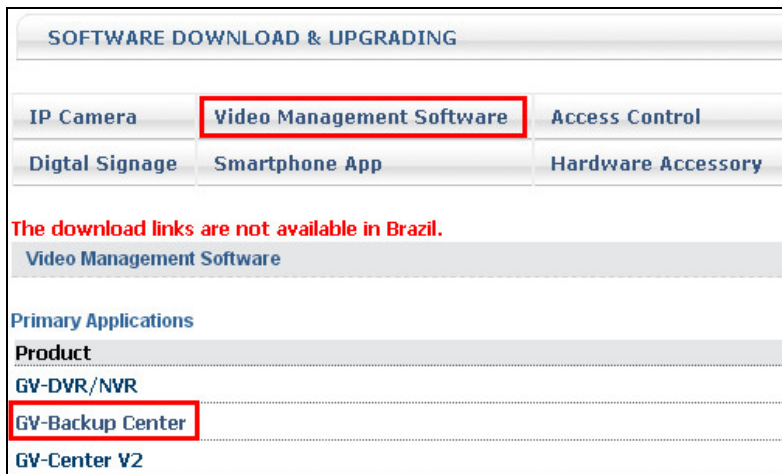 SOFTWARE DOWNLOAD & UPGRADING
IP Camera Video Management Software Access Control
Digtal Signage Smartphone App Hardware Accessory
The download links are not available in Brazil.
Video Management Software
Primary Applications
Product
GV-DVR/NVR
GV-Backup Center
GV-Center V2